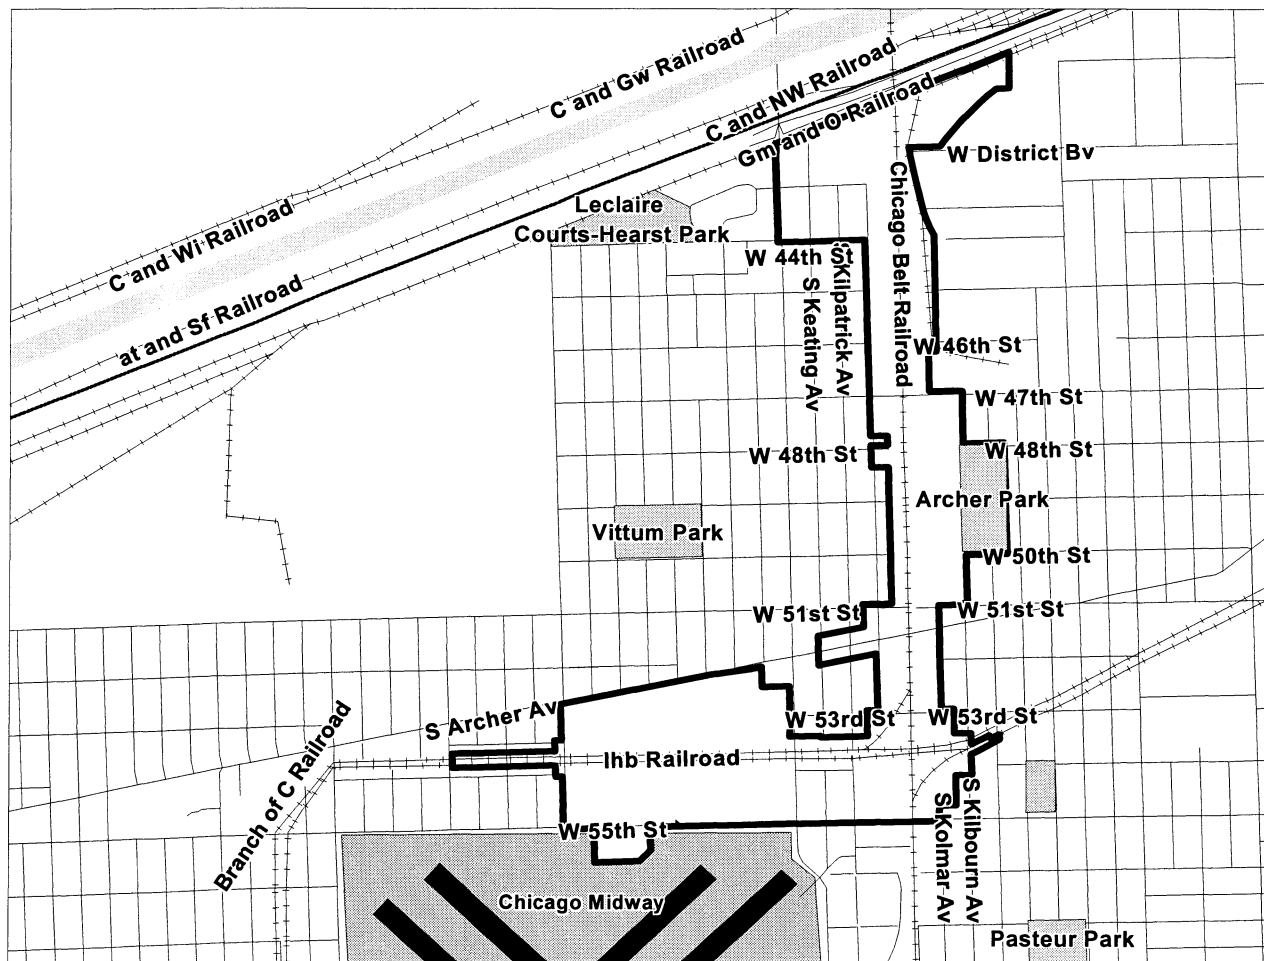 C and Gw Railroad
C and NW Railroad
Gm and O Railroad
W District Bv
Chicago Belt Railroad
Leclaire
Courts-Hearst Park
C and Wi Railroad
at and Sf Railroad
W 44th St
S Kilpatrick Av
S Keating Av
W 46th St
W 47th St
W 48th St
W 48th St
Archer Park
Vittum Park
W 50th St
W 51st St
W 51st St
S Archer Av
W 53rd St
W 53rd St
Ihb Railroad
Branch of C Railroad
W 55th St
S Kolmar Av
S Kilbourn Av
Chicago Midway
Pasteur Park